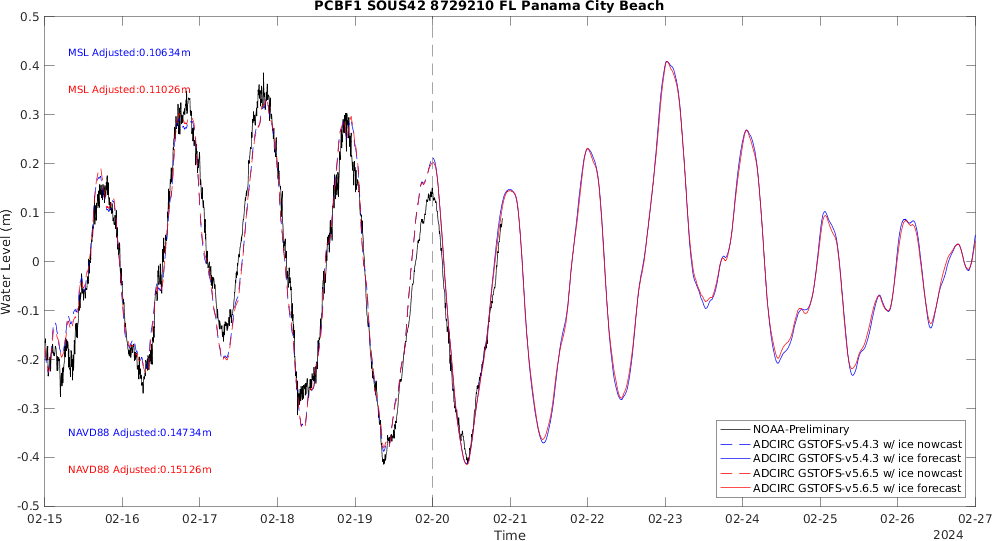 PCBF1 SOUS42 8729210 FL Panama City Beach
0.5
0.4
0.3
0.2
0.1
0
-0.1
-0.2
-0.3
-0.4
-0.5
Water Level (m)
MSL Adjusted:0.10634m
MSL Adjusted:0.11026m
NAVD88 Adjusted:0.14734m
NAVD88 Adjusted:0.15126m
NOAA-Preliminary
ADCIRC GSTOFS-v5.4.3 w/ ice nowcast
ADCIRC GSTOFS-v5.4.3 w/ ice forecast
ADCIRC GSTOFS-v5.6.5 w/ ice nowcast
ADCIRC GSTOFS-v5.6.5 w/ ice forecast
02-15 02-16 02-17 02-18 02-19 02-20 02-21 02-22 02-23 02-24 02-25 02-26 02-27
Time
2024